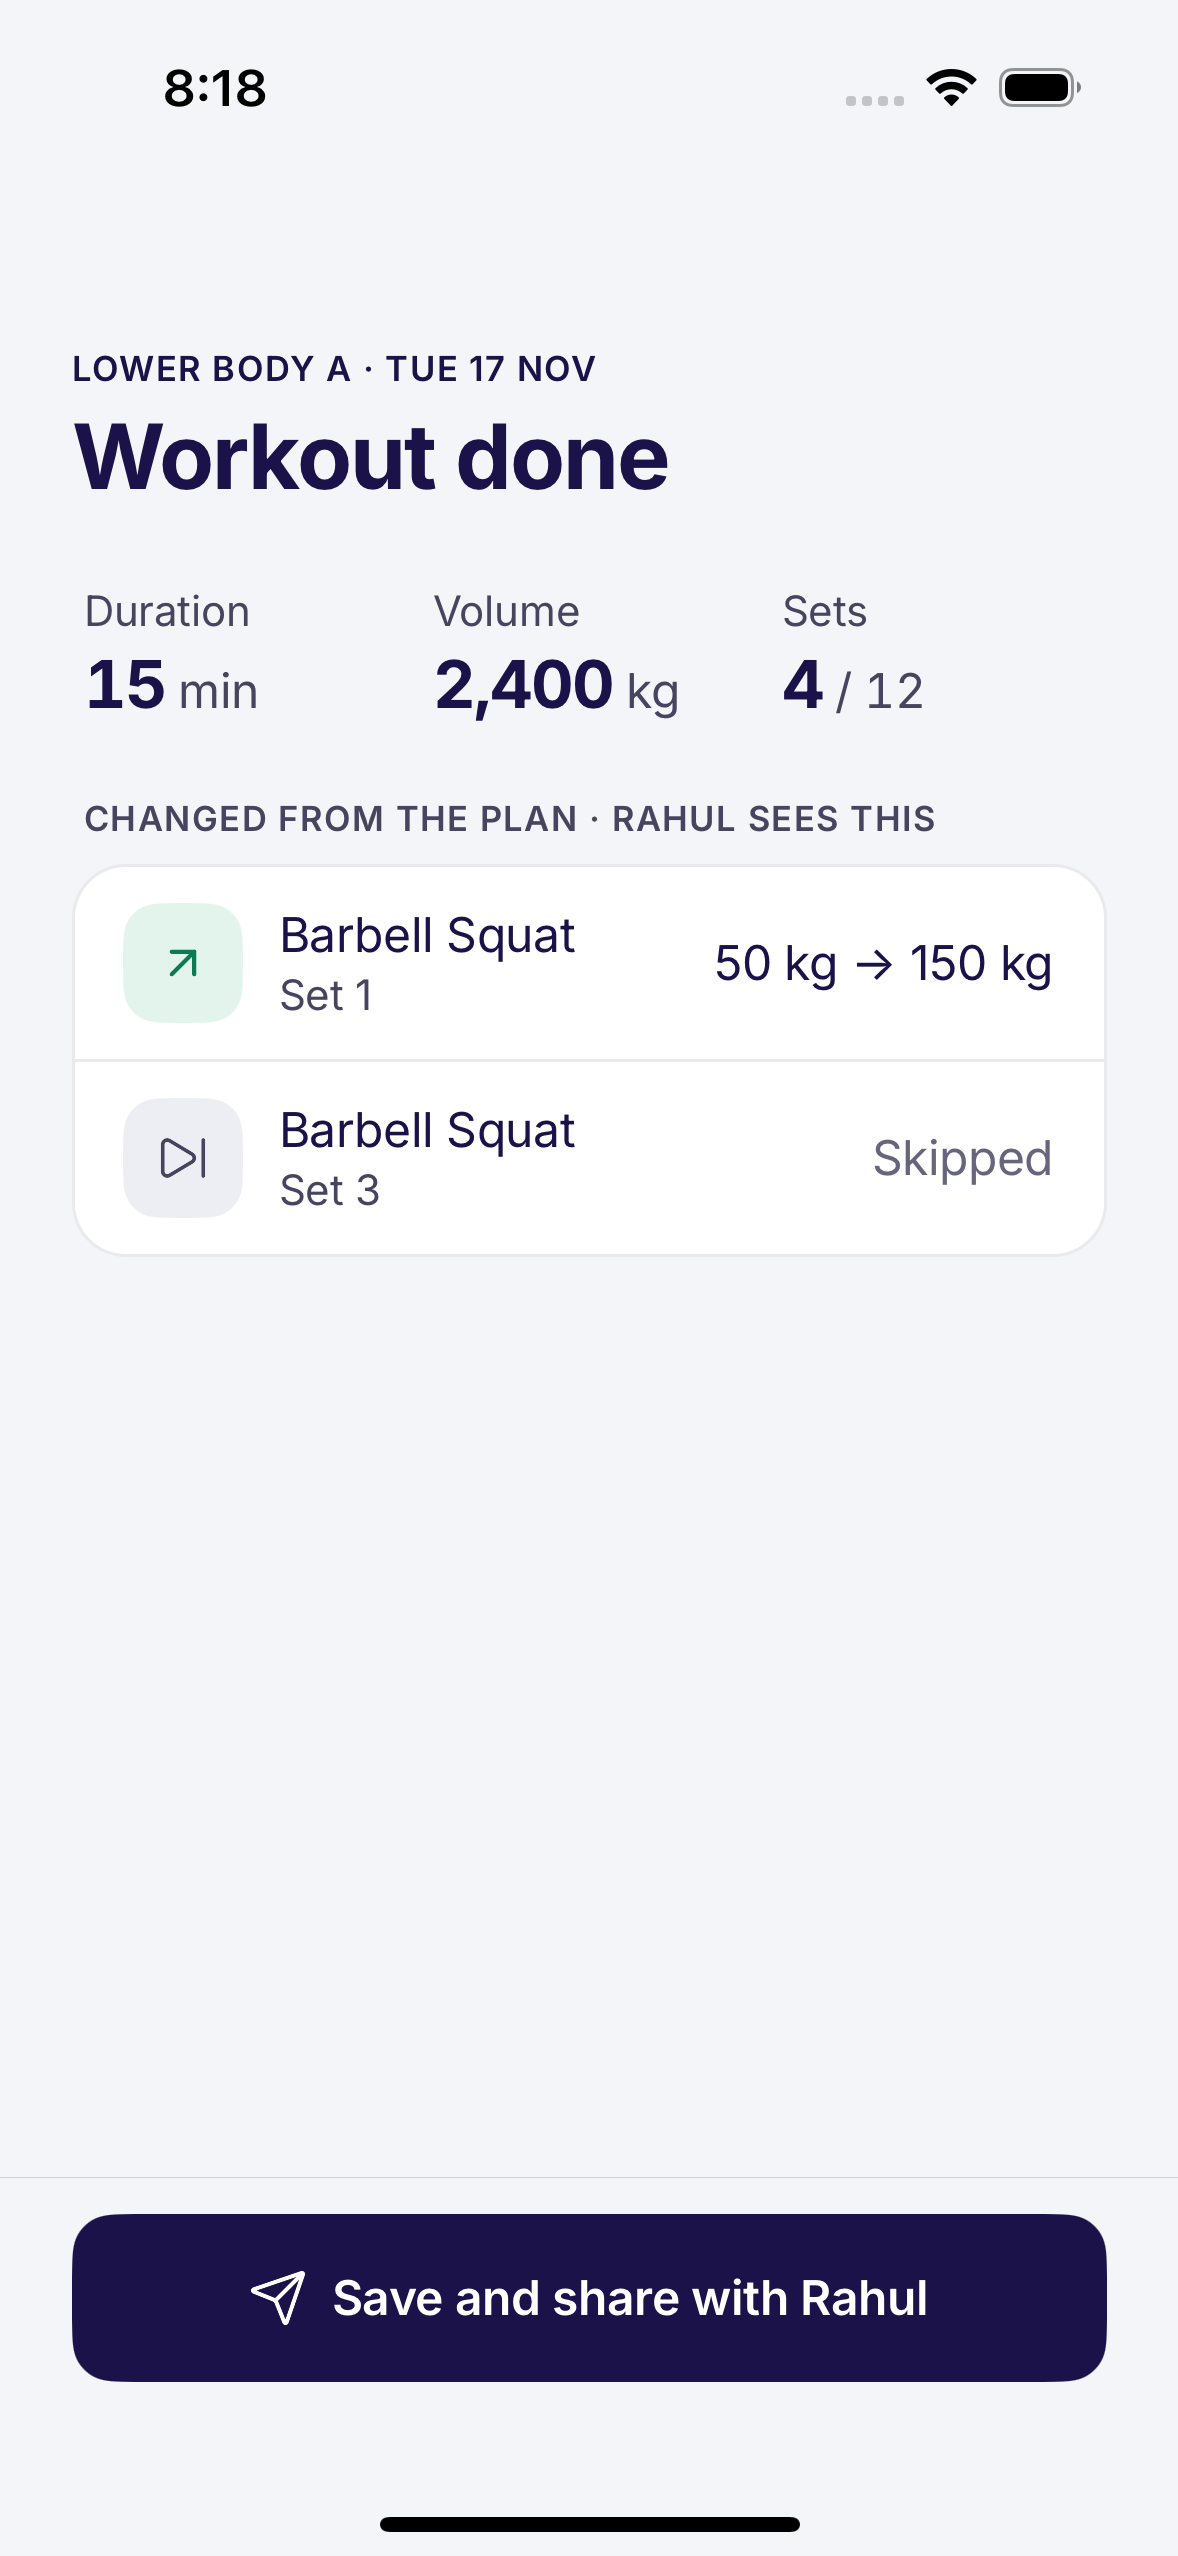 8:18
LOWER BODY A · TUE 17 NOV
Workout done
Duration Volume Sets
15 min 2,400 kg 4 / 12
CHANGED FROM THE PLAN · RAHUL SEES THIS
Barbell Squat
Set 1
50 kg → 150 kg
Barbell Squat
Set 3
Skipped
Save and share with Rahul